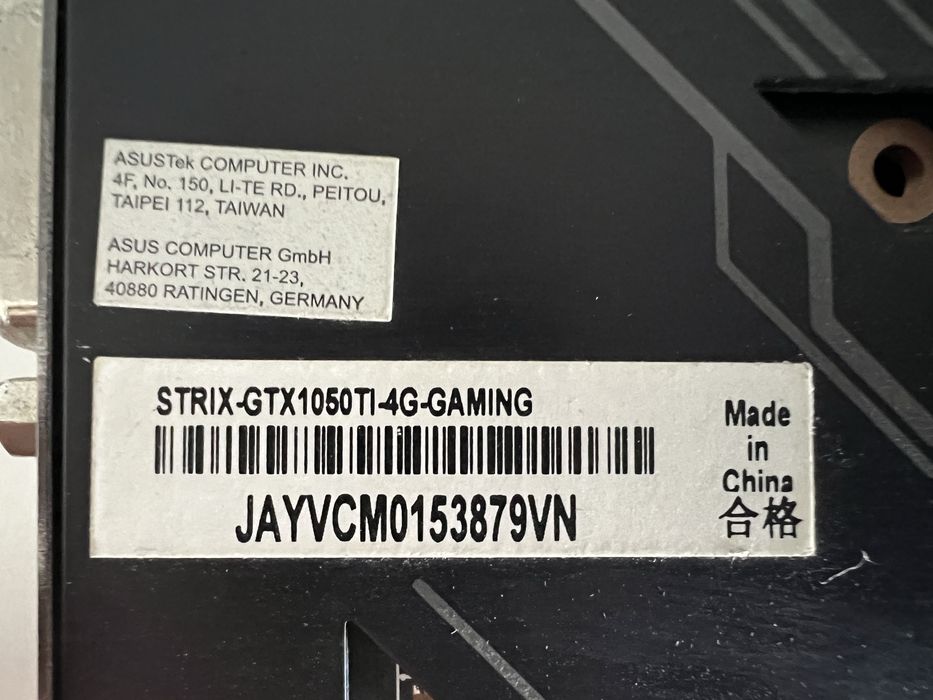 ASUSTek COMPUTER INC.
4F, No. 150, LI-TE RD., PEITOU,
TAIPEI 112, TAIWAN
ASUS COMPUTER GmbH
HARKORT STR. 21-23,
40880 RATINGEN, GERMANY
STRIX-GTX1050TI-4G-GAMING
JAYVCM0153879VN
Made
in
China
合格